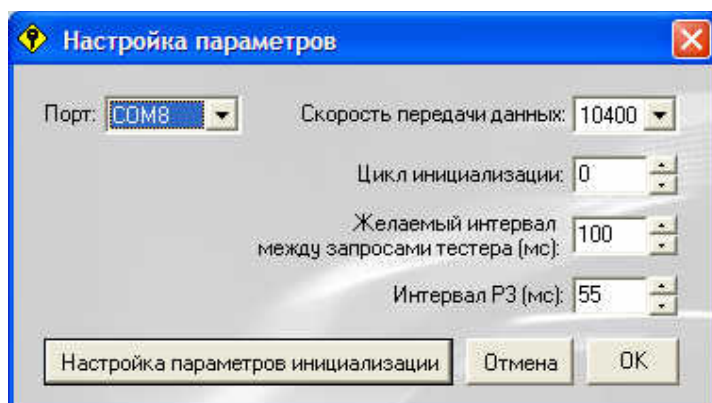 Настройка параметров
Порт: COM8 Скорость передачи данных: 10400
Цикл инициализации: 0
Желаемый интервал
между запросами тестера (мс): 100
Интервал P3 (мс): 55
Настройка параметров инициализации Отмена OK